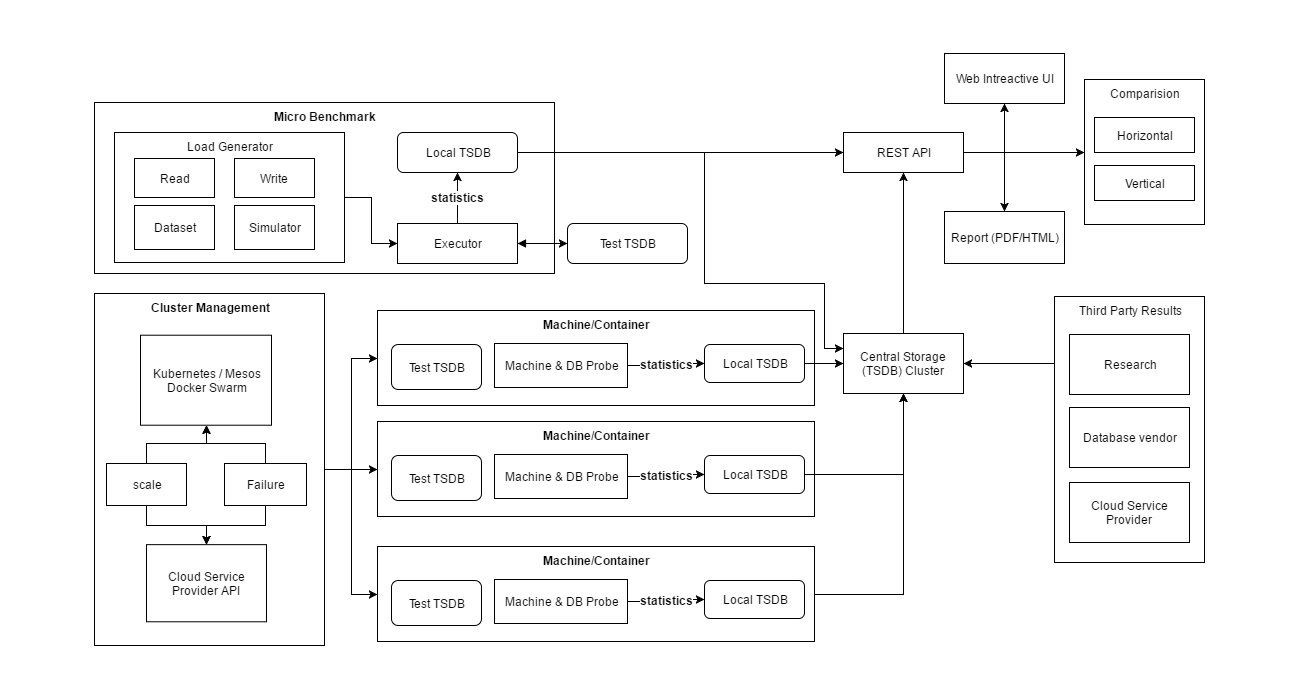 Micro Benchmark
Load Generator
Read
Write
Dataset
Simulator
Local TSDB
statistics
Executor
Test TSDB
REST API
Web Intreactive UI
Report (PDF/HTML)
Comparision
Horizontal
Vertical
Cluster Management
Kubernetes / Mesos
Docker Swarm
scale
Failure
Cloud Service
Provider API
Machine/Container
Test TSDB
Machine & DB Probe
statistics
Local TSDB
Machine/Container
Test TSDB
Machine & DB Probe
statistics
Local TSDB
Machine/Container
Test TSDB
Machine & DB Probe
statistics
Local TSDB
Central Storage
(TSDB) Cluster
Third Party Results
Research
Database vendor
Cloud Service
Provider